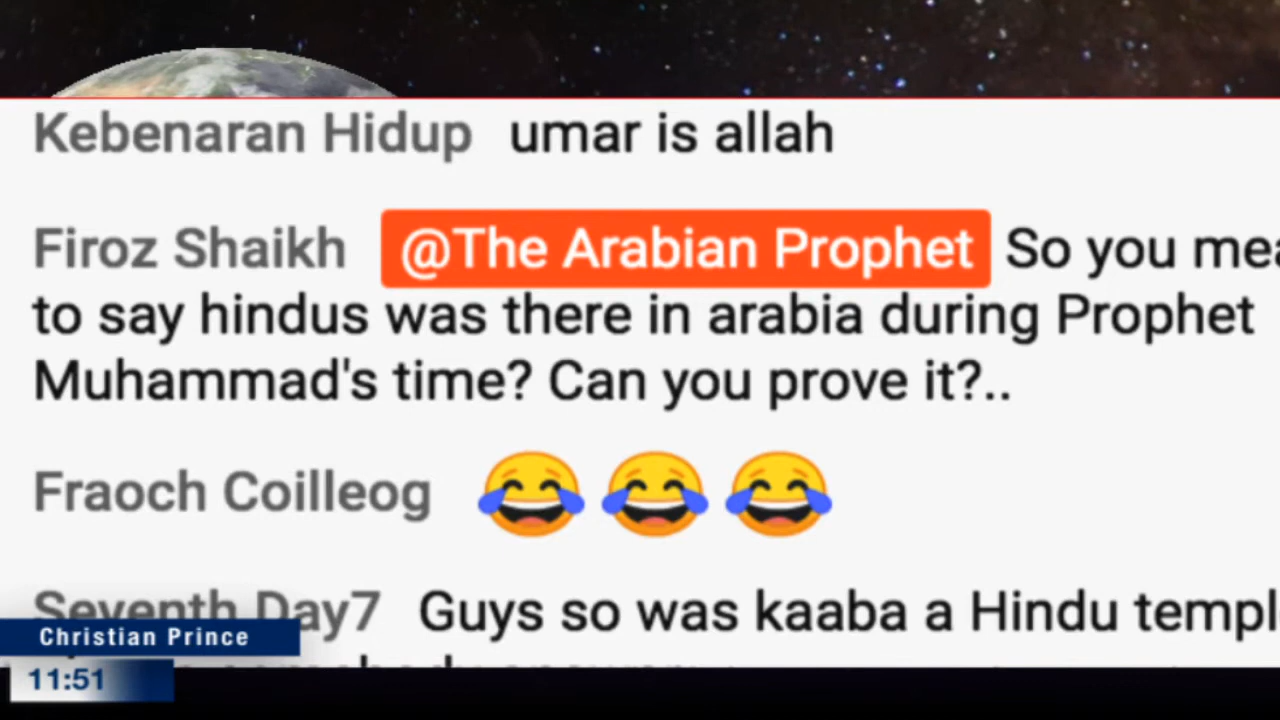 Kebenaran Hidup umar is allah
Firoz Shaikh @The Arabian Prophet So you mea
to say hindus was there in arabia during Prophet
Muhammad's time? Can you prove it?..
Fraoch Coilleog 😂😂😂
Seventh Day7 Guys so was kaaba a Hindu templ
Christian Prince
11:51